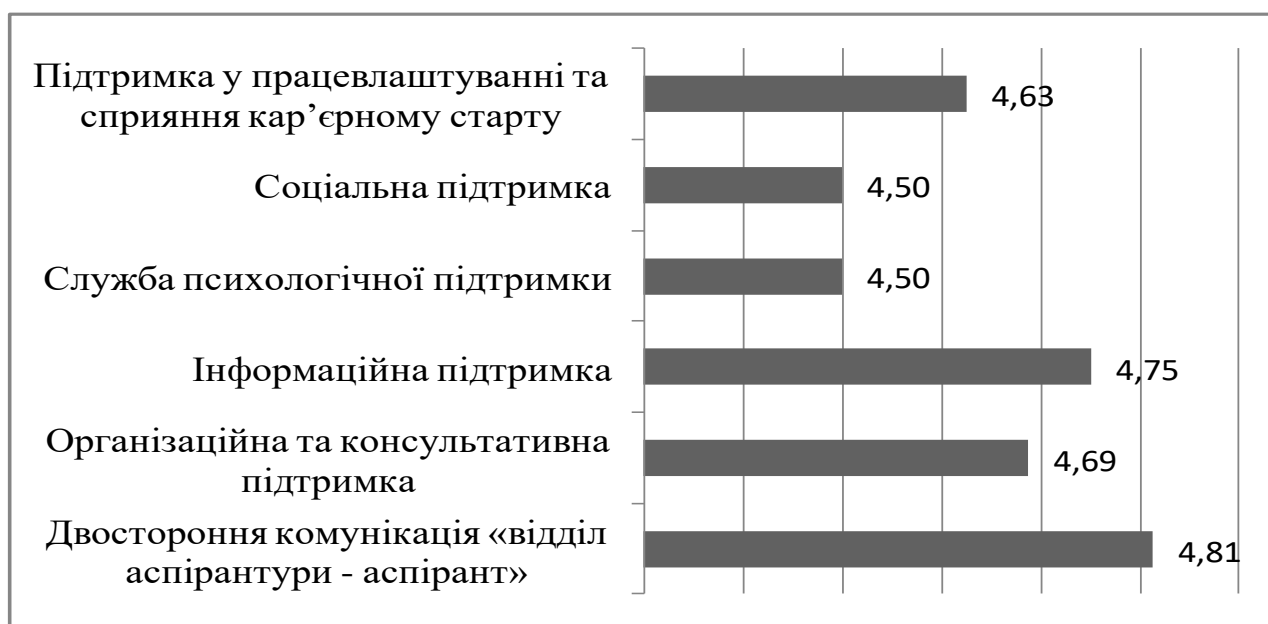 Підтримка у працевлаштуванні та
сприяння кар’єрному старту
4,63
Соціальна підтримка
4,50
Служба психологічної підтримки
4,50
Інформаційна підтримка
4,75
Організаційна та консультативна
підтримка
4,69
Двостороння комунікація «відділ
аспірантури - аспірант»
4,81